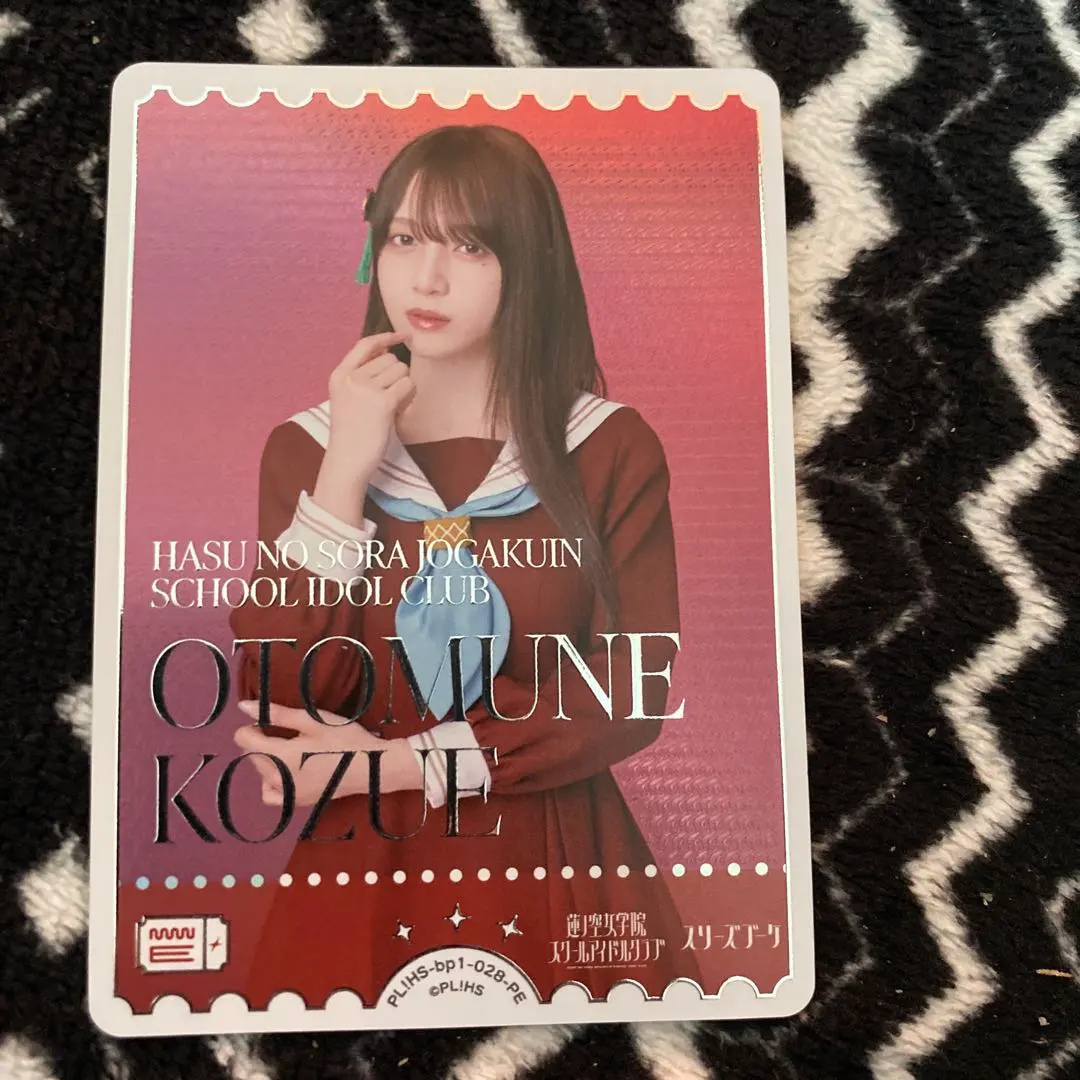 HASU NO SORA JOGAKUIN
SCHOOL IDOL CLUB
OTOMUNE
KOZUE
E
蓮ノ空女学院
スクールアイドルクラブ
スリーズブーケ
PL!HS-bp1-028-PE
©PL!HS